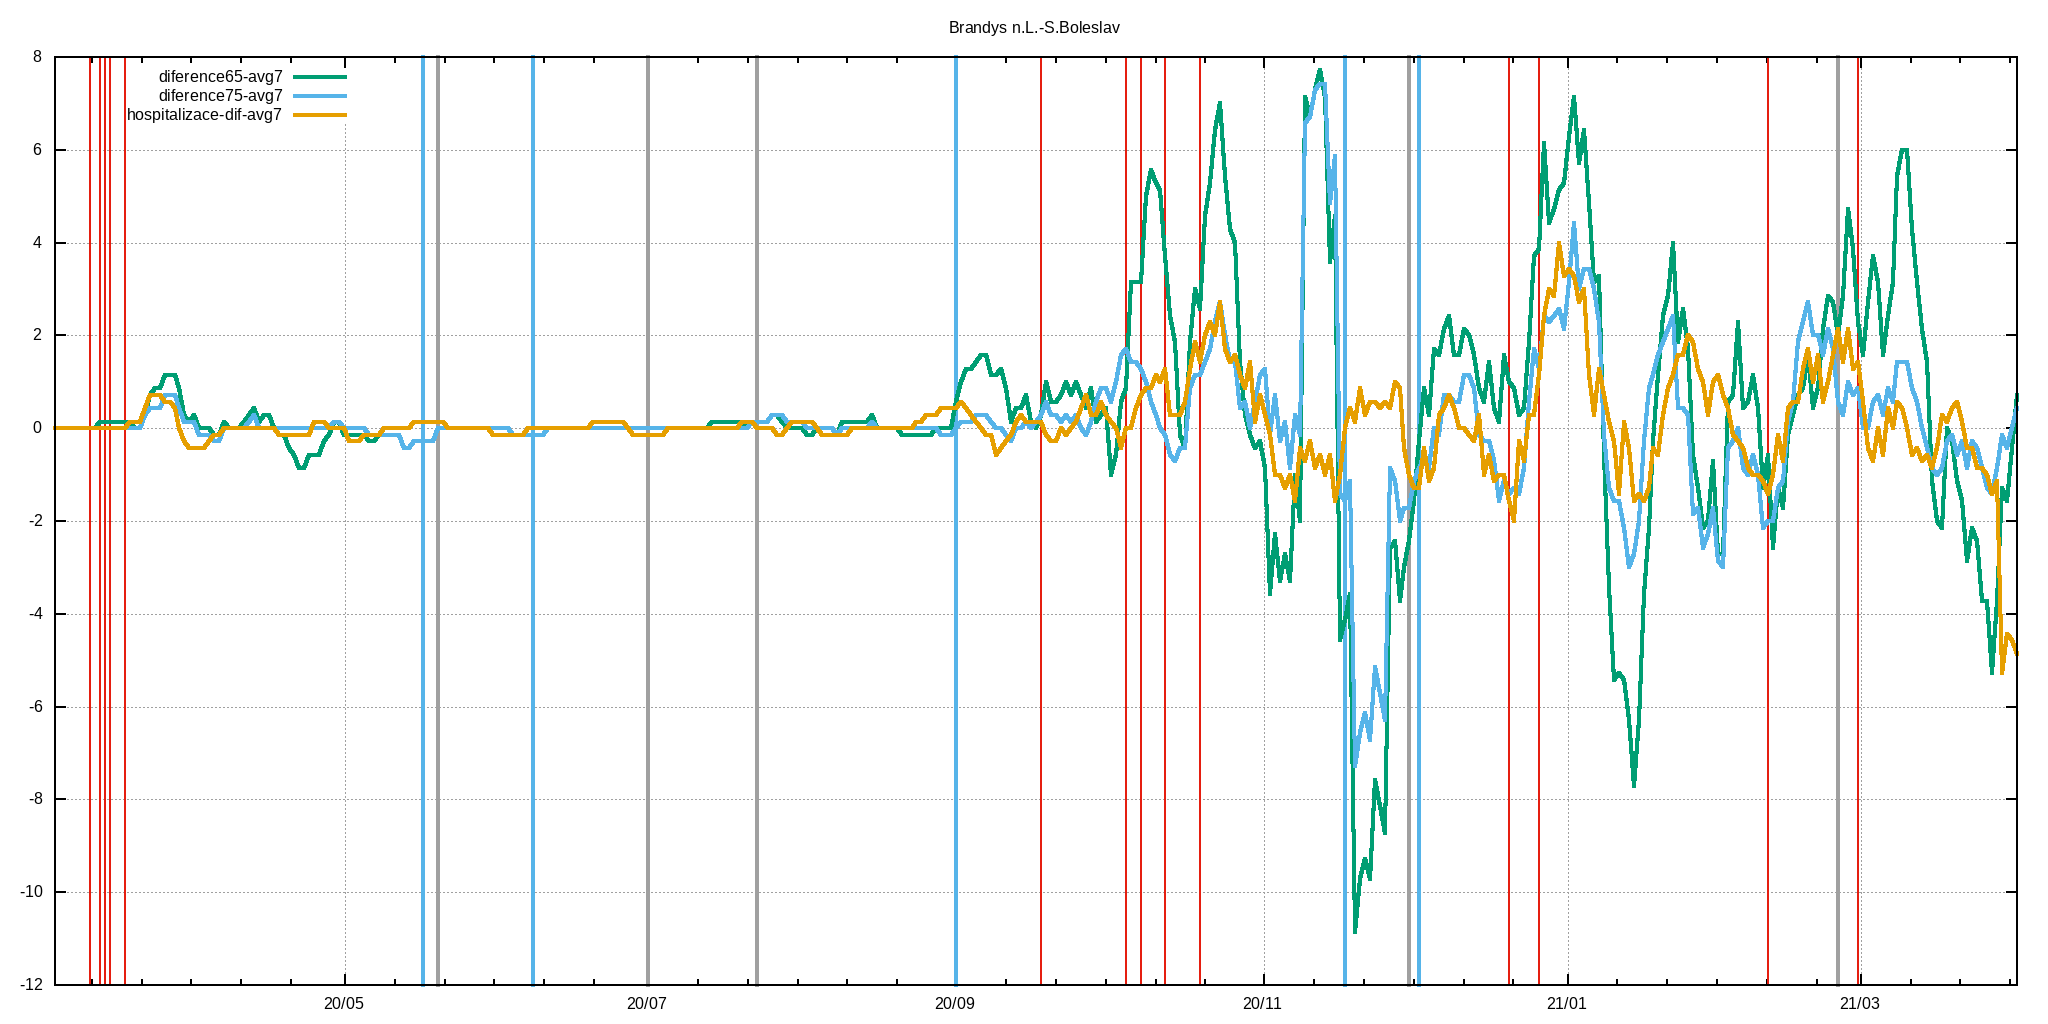 Brandys n.L.-S.Boleslav
diference65-avg7
diference75-avg7
hospitalizace-dif-avg7
8
6
4
2
0
-2
-4
-6
-8
-10
-12
20/05 20/07 20/09 20/11 21/01 21/03